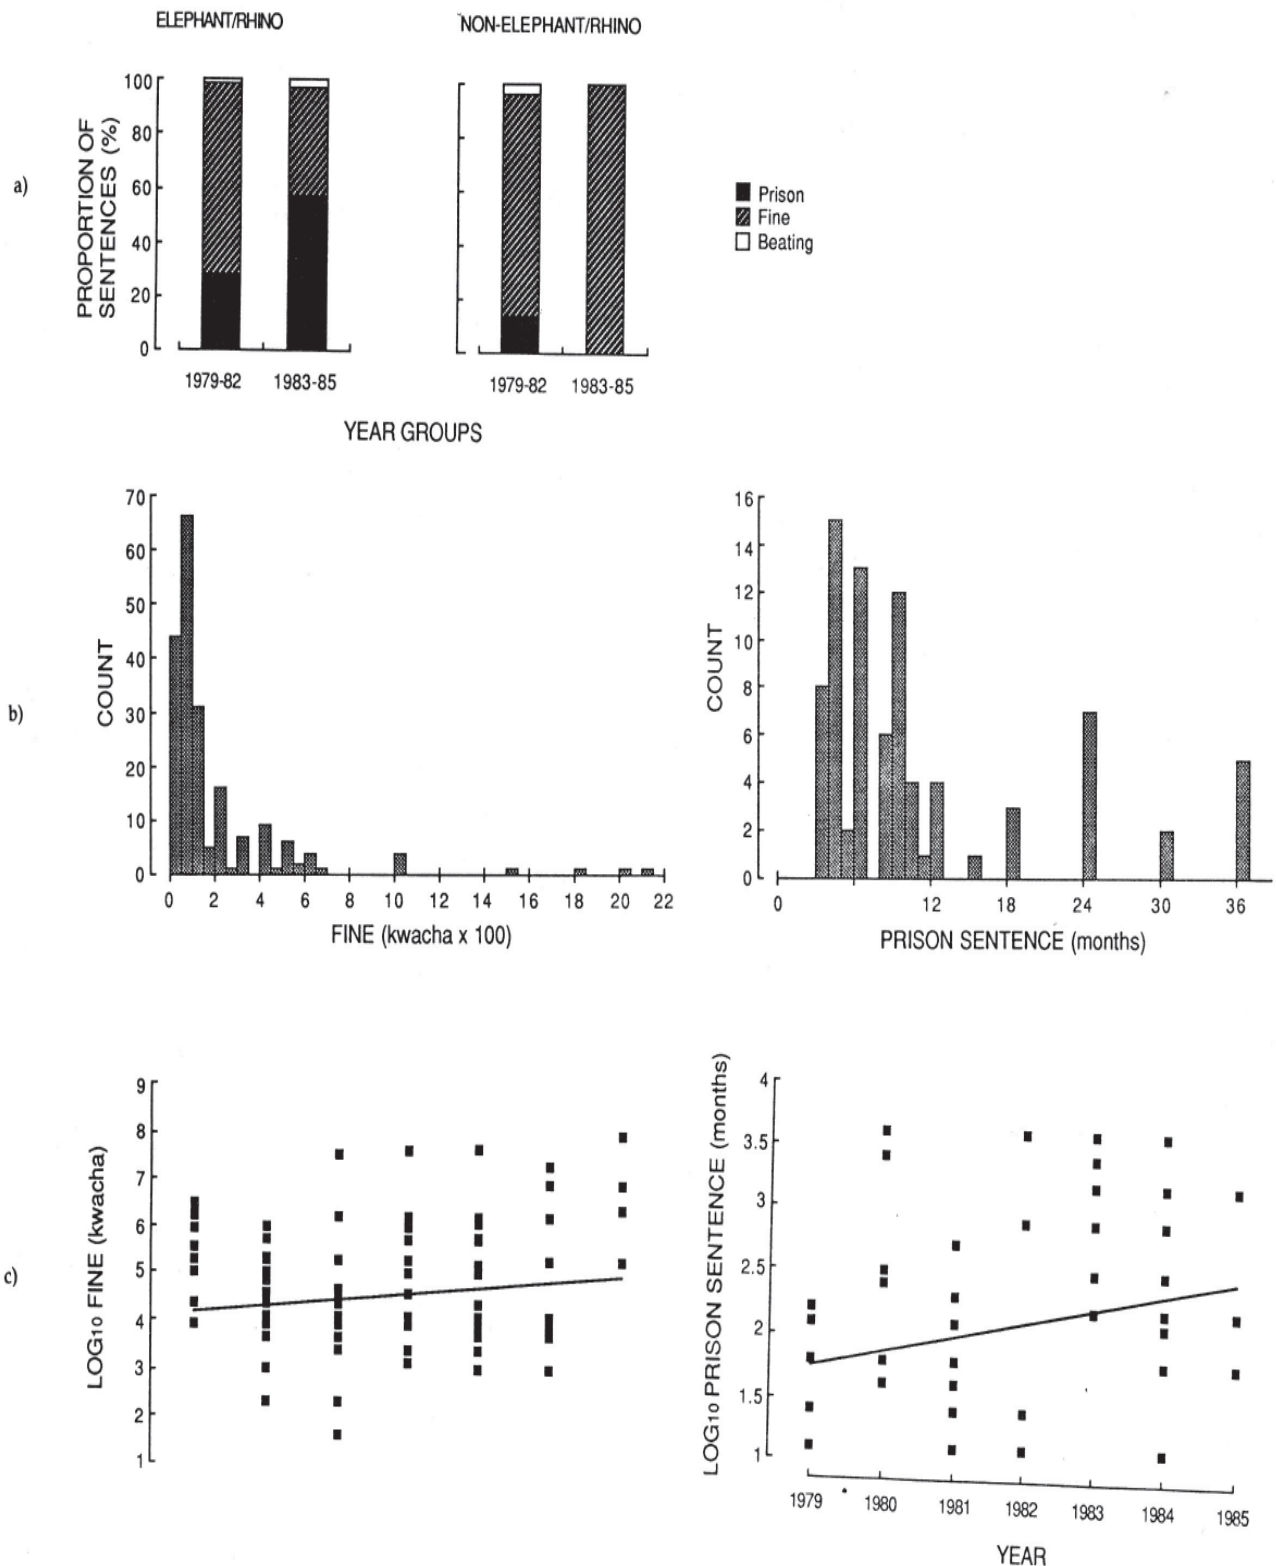 ELEPHANT/RHINO
NON-ELEPHANT/RHINO
a)
PROPORTION OF
SENTENCES (%)
100
80
60
40
20
0
1979-82
1983-85
1979-82
1983-85
YEAR GROUPS
Prison
Fine
Beating
b)
COUNT
70
60
50
40
30
20
10
0
0 2 4 6 8 10 12 14 16 18 20 22
FINE (kwacha x 100)
COUNT
16
14
12
10
8
6
4
2
0
0 12 18 24 30 36
PRISON SENTENCE (months)
c)
LOG10 FINE (kwacha)
9
8
7
6
5
4
3
2
1
LOG10 PRISON SENTENCE (months)
4
3.5
3
2.5
2
1.5
1
1979 1980 1981 1982 1983 1984 1985
YEAR